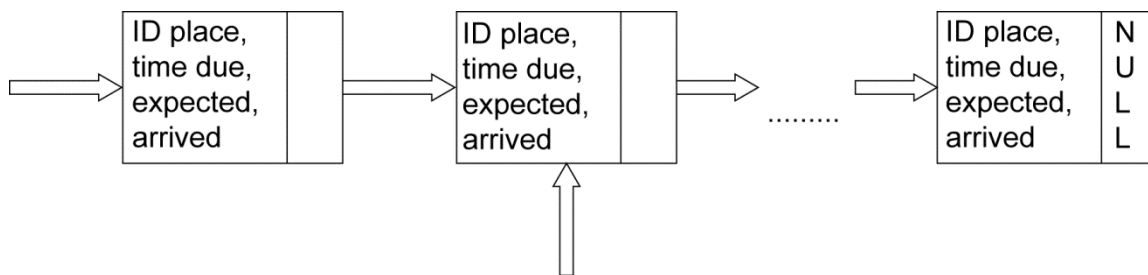 ID place,
time due,
expected,
arrived
ID place,
time due,
expected,
arrived
.........
ID place,
time due,
expected,
arrived
N
U
L
L